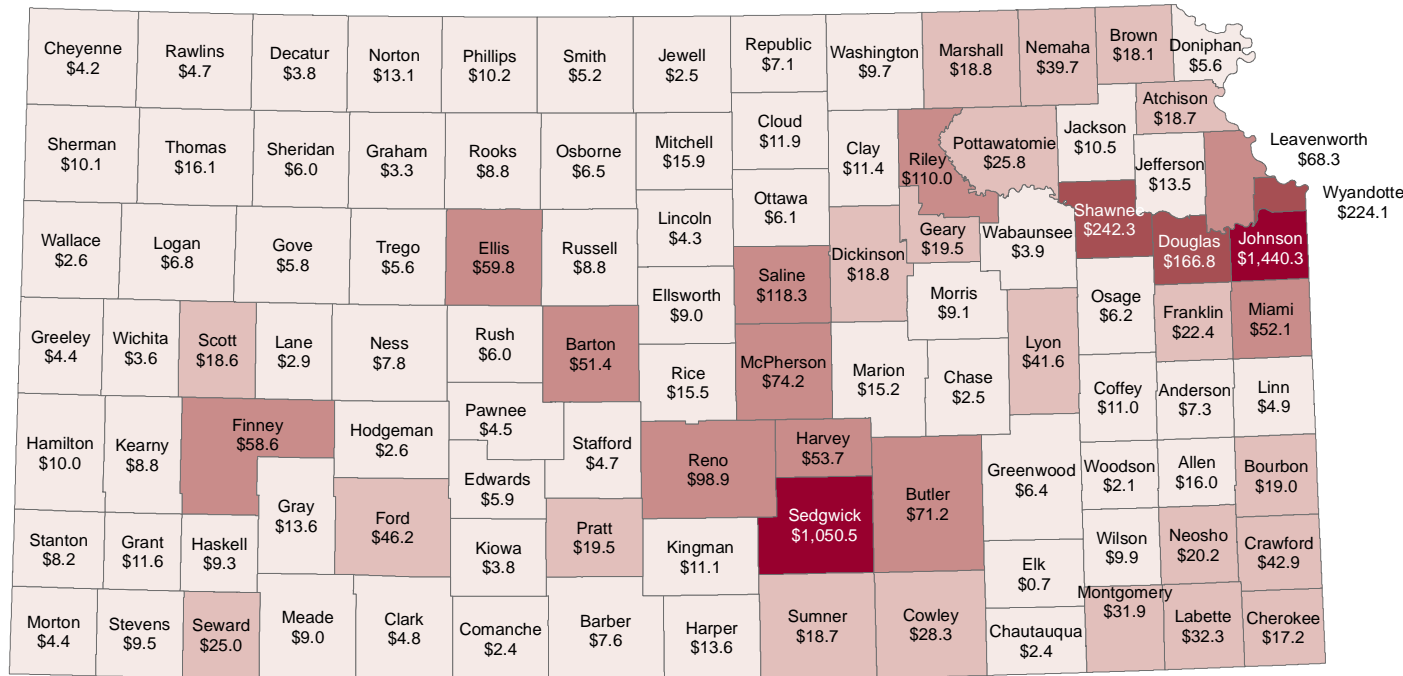 Cheyenne
$4.2
Rawlins
$4.7
Decatur
$3.8
Norton
$13.1
Phillips
$10.2
Smith
$5.2
Jewell
$2.5
Republic
$7.1
Washington
$9.7
Marshall
$18.8
Nemaha
$39.7
Brown
$18.1
Doniphan
$5.6
Atchison
$18.7
Sherman
$10.1
Thomas
$16.1
Sheridan
$6.0
Graham
$3.3
Rooks
$8.8
Osborne
$6.5
Mitchell
$15.9
Cloud
$11.9
Clay
$11.4
Riley
$110.0
Pottawatomie
$25.8
Jackson
$10.5
Jefferson
$13.5
Leavenworth
$68.3
Wyandotte
$224.1
Ottawa
$6.1
Lincoln
$4.3
Wallace
$2.6
Logan
$6.8
Gove
$5.8
Trego
$5.6
Ellis
$59.8
Russell
$8.8
Saline
$118.3
Dickinson
$18.8
Geary
$19.5
Wabaunsee
$3.9
Shawnee
$242.3
Douglas
$166.8
Johnson
$1,440.3
Ellsworth
$9.0
Morris
$9.1
Osage
$6.2
Franklin
$22.4
Miami
$52.1
Greeley
$4.4
Wichita
$3.6
Scott
$18.6
Lane
$2.9
Ness
$7.8
Rush
$6.0
Barton
$51.4
Rice
$15.5
McPherson
$74.2
Marion
$15.2
Chase
$2.5
Lyon
$41.6
Coffey
$11.0
Anderson
$7.3
Linn
$4.9
Hamilton
$10.0
Kearny
$8.8
Finney
$58.6
Hodgeman
$2.6
Pawnee
$4.5
Stafford
$4.7
Edwards
$5.9
Reno
$98.9
Harvey
$53.7
Butler
$71.2
Greenwood
$6.4
Woodson
$2.1
Allen
$16.0
Bourbon
$19.0
Gray
$13.6
Ford
$46.2
Pratt
$19.5
Sedgwick
$1,050.5
Stanton
$8.2
Grant
$11.6
Haskell
$9.3
Kiowa
$3.8
Kingman
$11.1
Elk
$0.7
Wilson
$9.9
Neosho
$20.2
Crawford
$42.9
Morton
$4.4
Stevens
$9.5
Seward
$25.0
Meade
$9.0
Clark
$4.8
Comanche
$2.4
Barber
$7.6
Harper
$13.6
Sumner
$18.7
Cowley
$28.3
Chautauqua
$2.4
Montgomery
$31.9
Labette
$32.3
Cherokee
$17.2